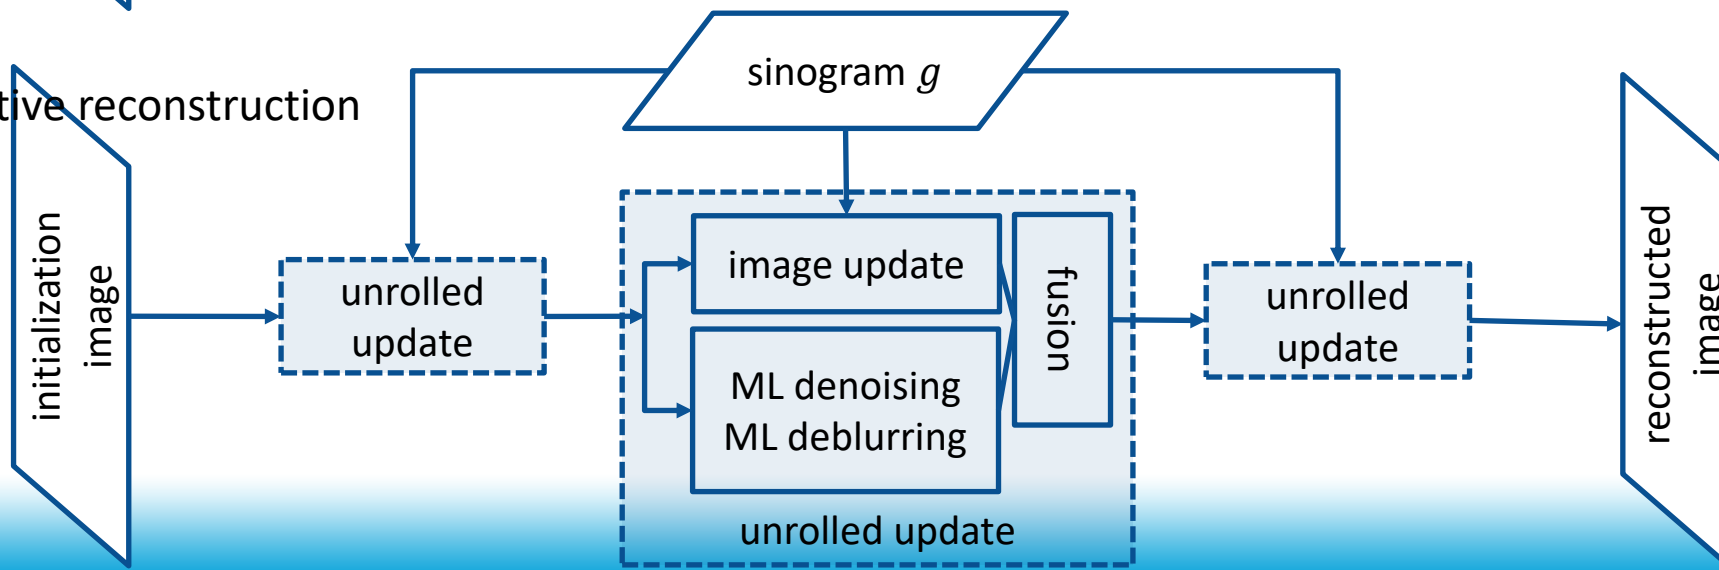 sinogram g
tive reconstruction
initialization
image
unrolled
update
image update
fusion
ML denoising
ML deblurring
unrolled update
unrolled
update
reconstructed
image